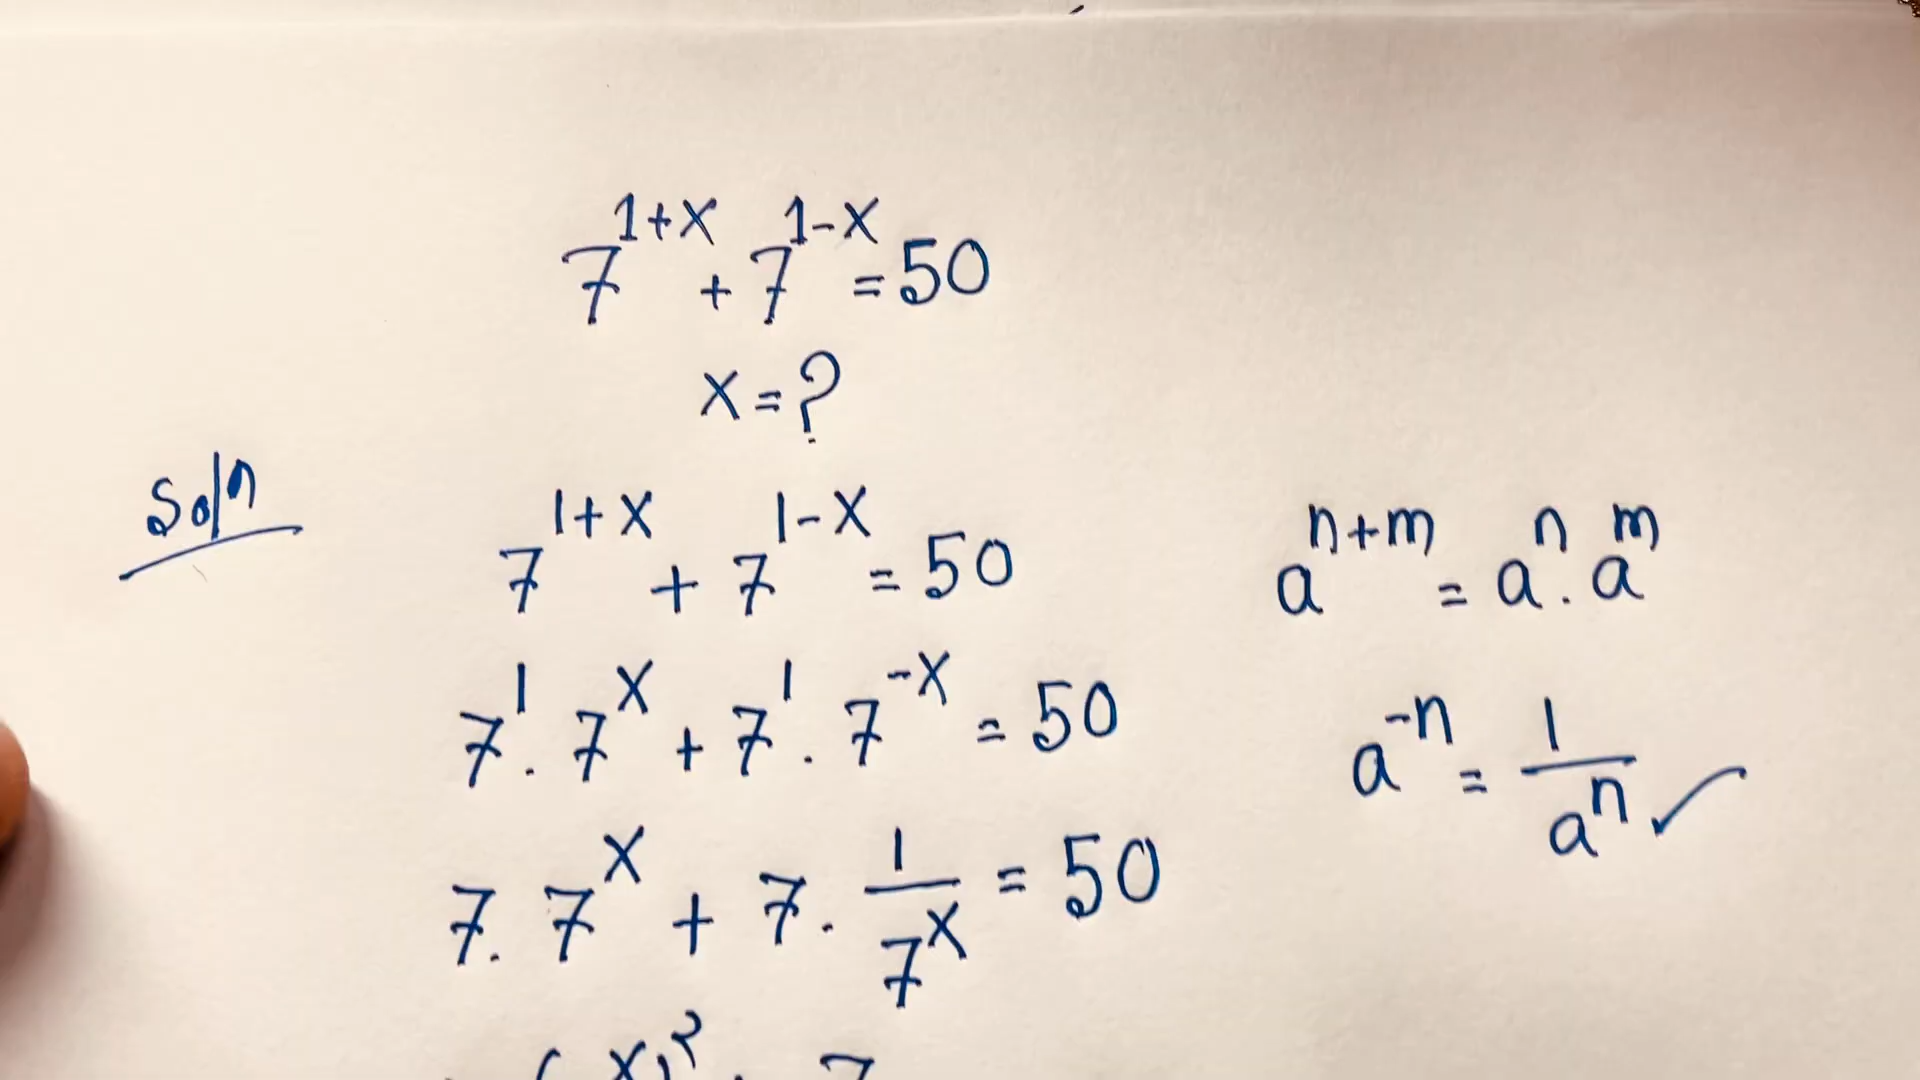 7^{1+x} + 7^{1-x} = 50
x = ?
Soln
7^{1+x} + 7^{1-x} = 50
a^{n+m} = a^n . a^m
7^1 . 7^x + 7^1 . 7^{-x} = 50
a^{-n} = 1/a^n ✓
7 . 7^x + 7 . 1/7^x = 50